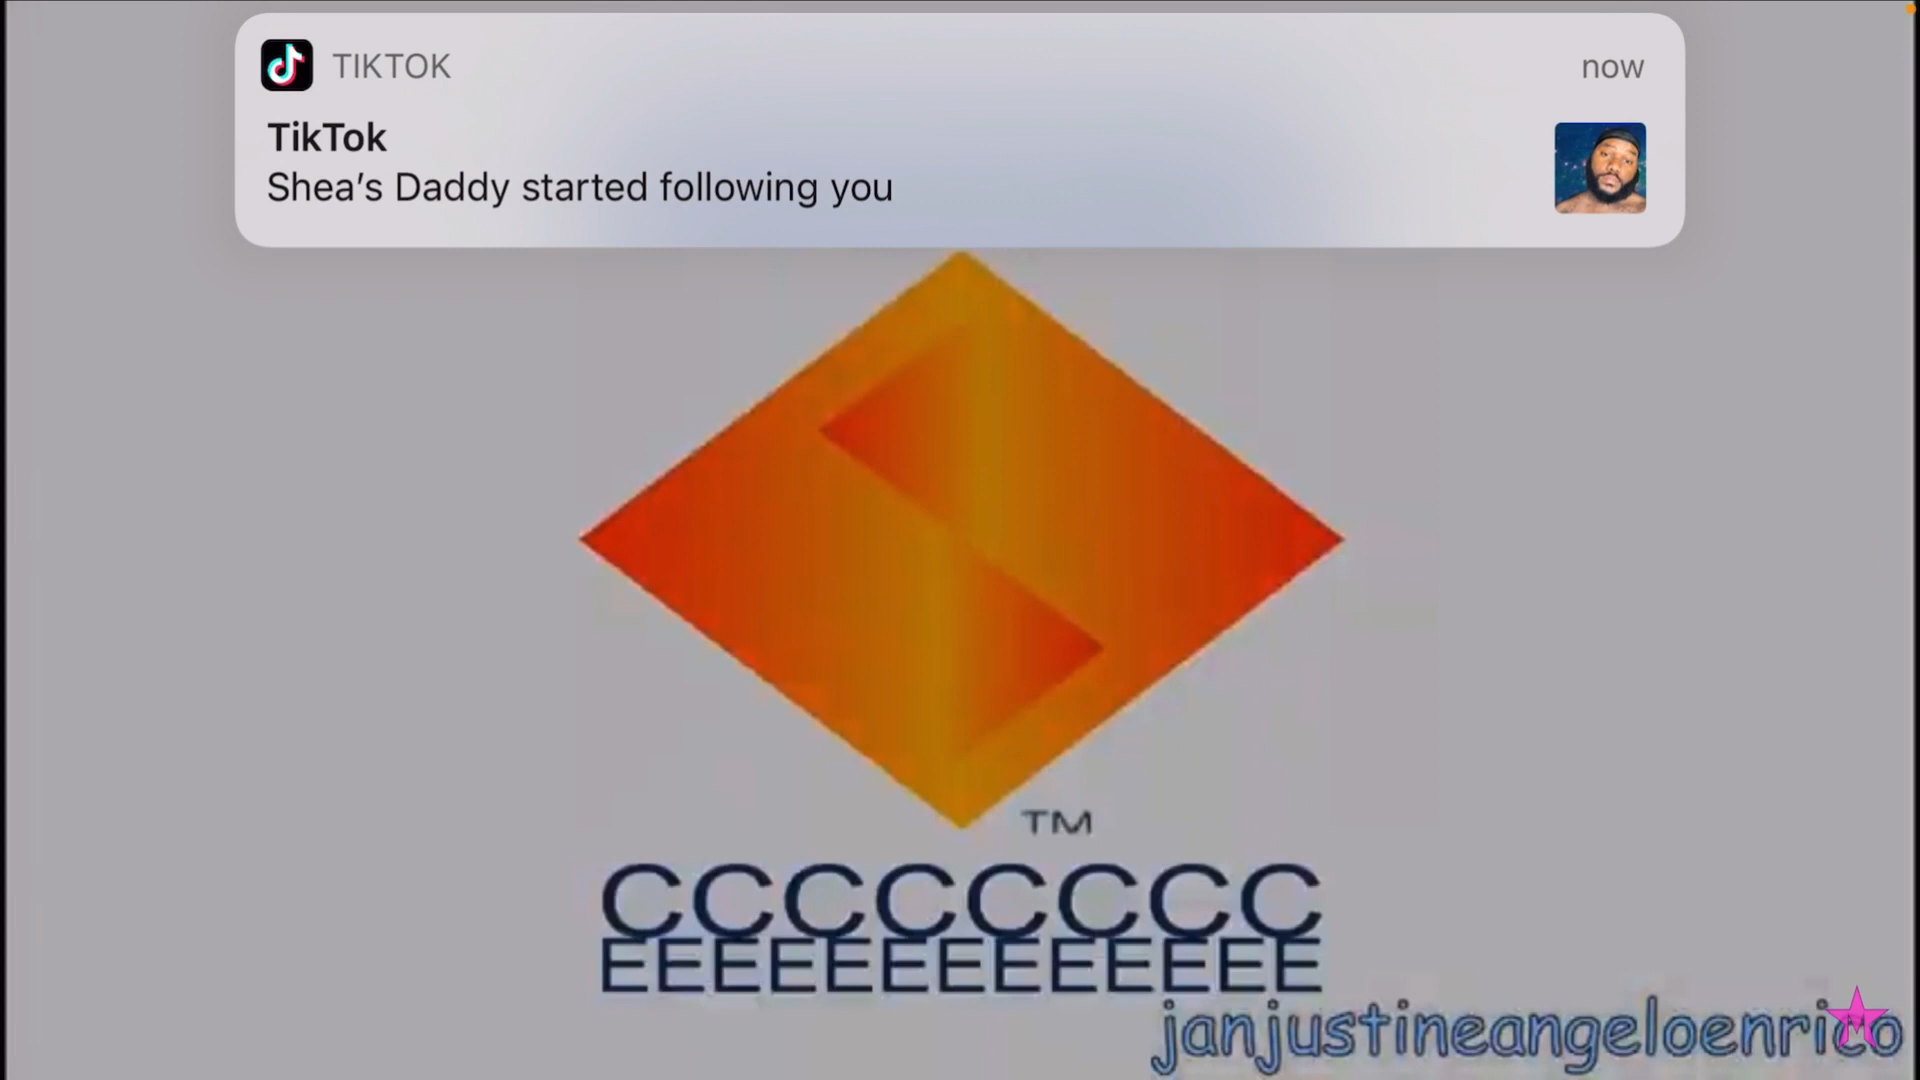 TIKTOK
now
TikTok
Shea's Daddy started following you
TM
CCCCCCCC
EEEEEEEEEEEEE
janjustineangeloenrico
M